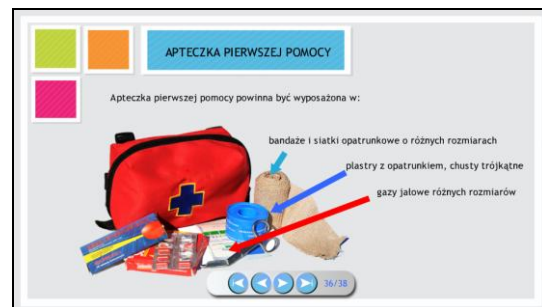 APTECZKA PIERWSZEJ POMOCY
Apteczka pierwszej pomocy powinna być wyposażona w:
bandaże i siatki opatrunkowe o różnych rozmiarach
plastry z opatrunkiem, chusty trójkątne
gazy jałowe różnych rozmiarów
36/38